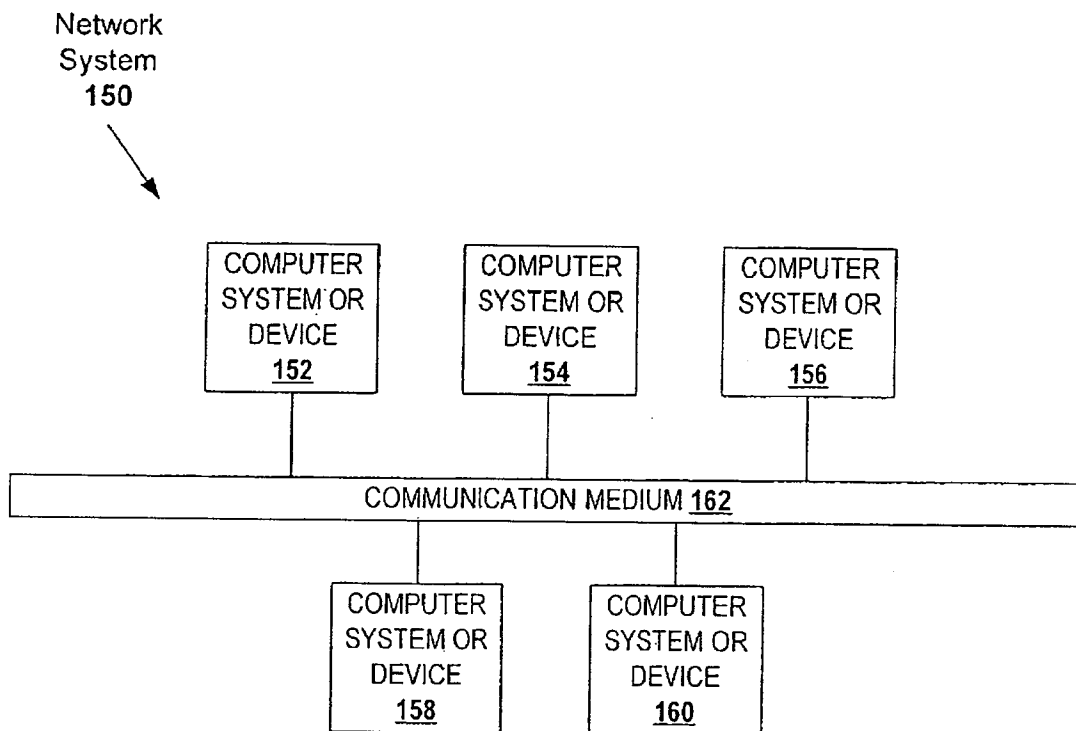 Network
System
150
COMPUTER
SYSTEM OR
DEVICE
152
COMPUTER
SYSTEM OR
DEVICE
154
COMPUTER
SYSTEM OR
DEVICE
156
COMMUNICATION MEDIUM 162
COMPUTER
SYSTEM OR
DEVICE
158
COMPUTER
SYSTEM OR
DEVICE
160